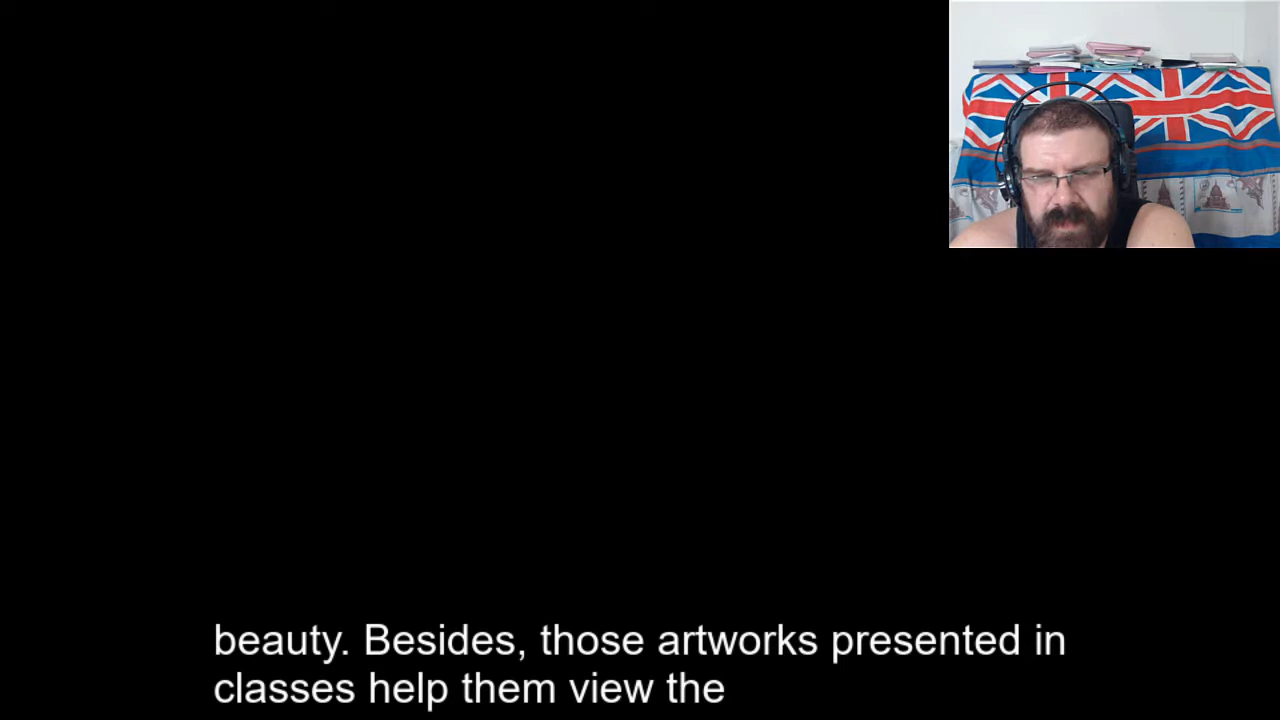 beauty. Besides, those artworks presented in
classes help them view the